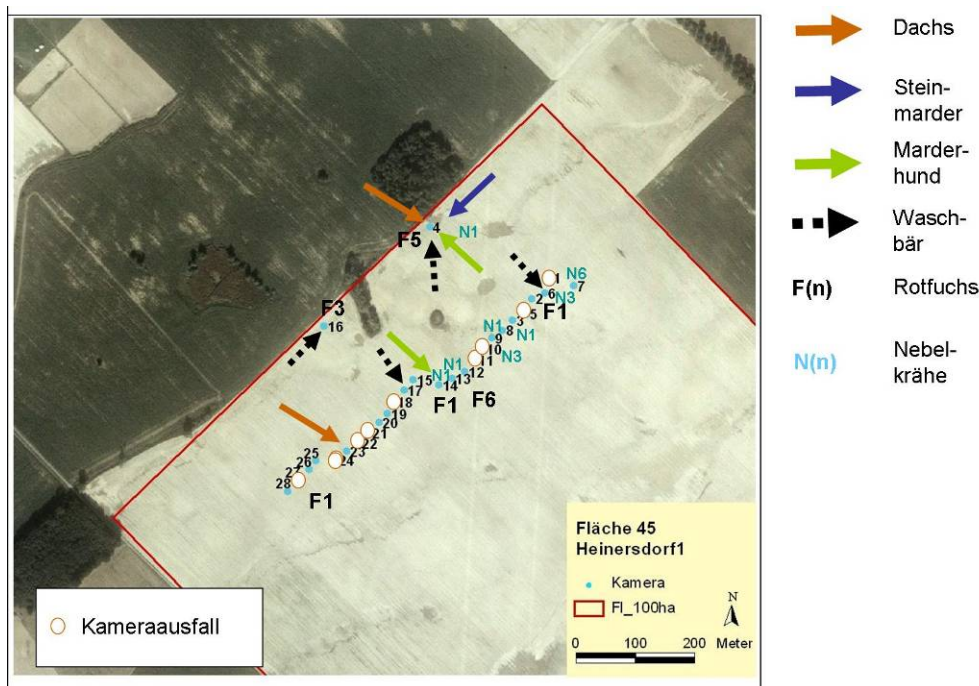 Dachs
Stein-
marder
Marder-
hund
Wasch-
bär
F(n) Rotfuchs
N(n) Nebel-
krähe
4
N1
F5
1
N6
7
6
N3
2
F1
5
F3
16
3
8
N1
N1
9
10
N3
11
N1
12
13
N1
14
15
F1
F6
17
18
19
20
21
22
23
24
25
26
27
28
F1
Fläche 45
Heinersdorf1
Kamera
Fl_100ha
N
Meter
0 100 200
Kameraausfall